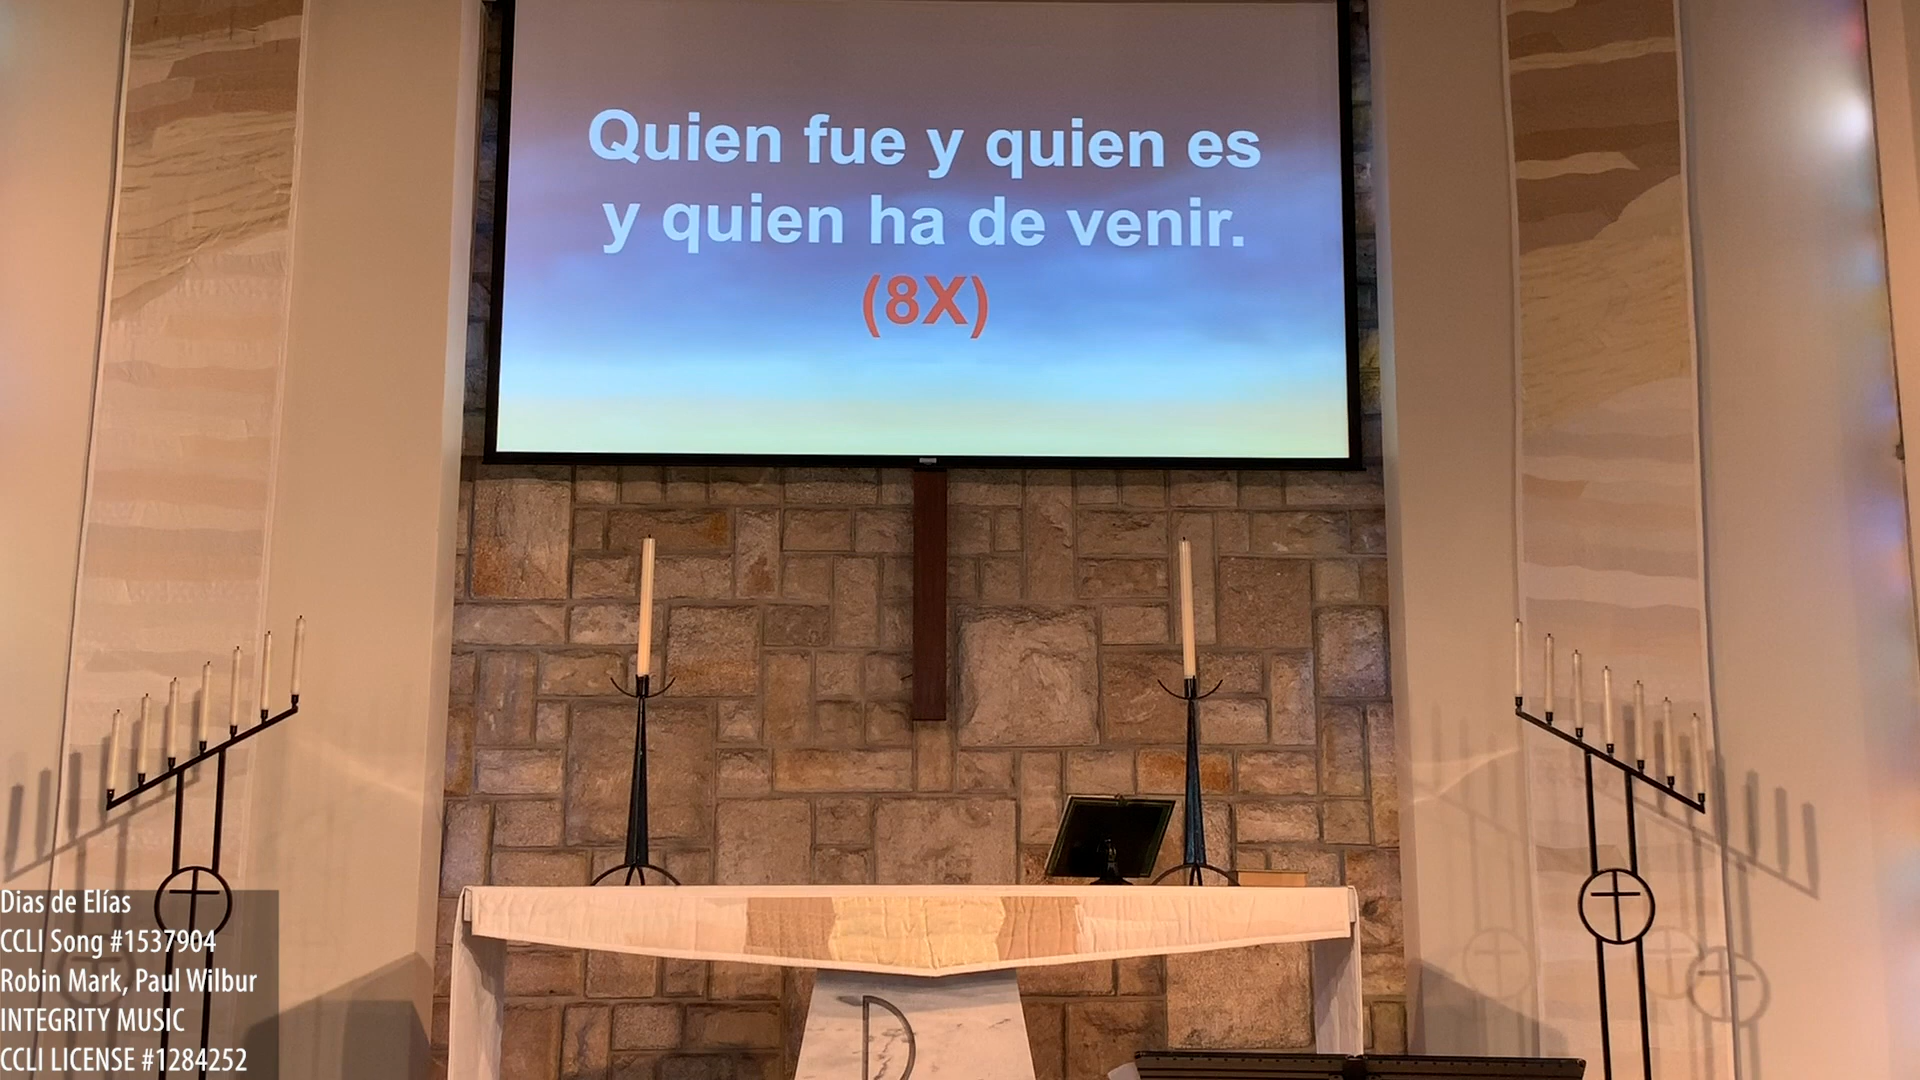 Quien fue y quien es
y quien ha de venir.
(8X)
Dias de Elías
CCLI Song #1537904
Robin Mark, Paul Wilbur
INTEGRITY MUSIC
CCLI LICENSE #1284252